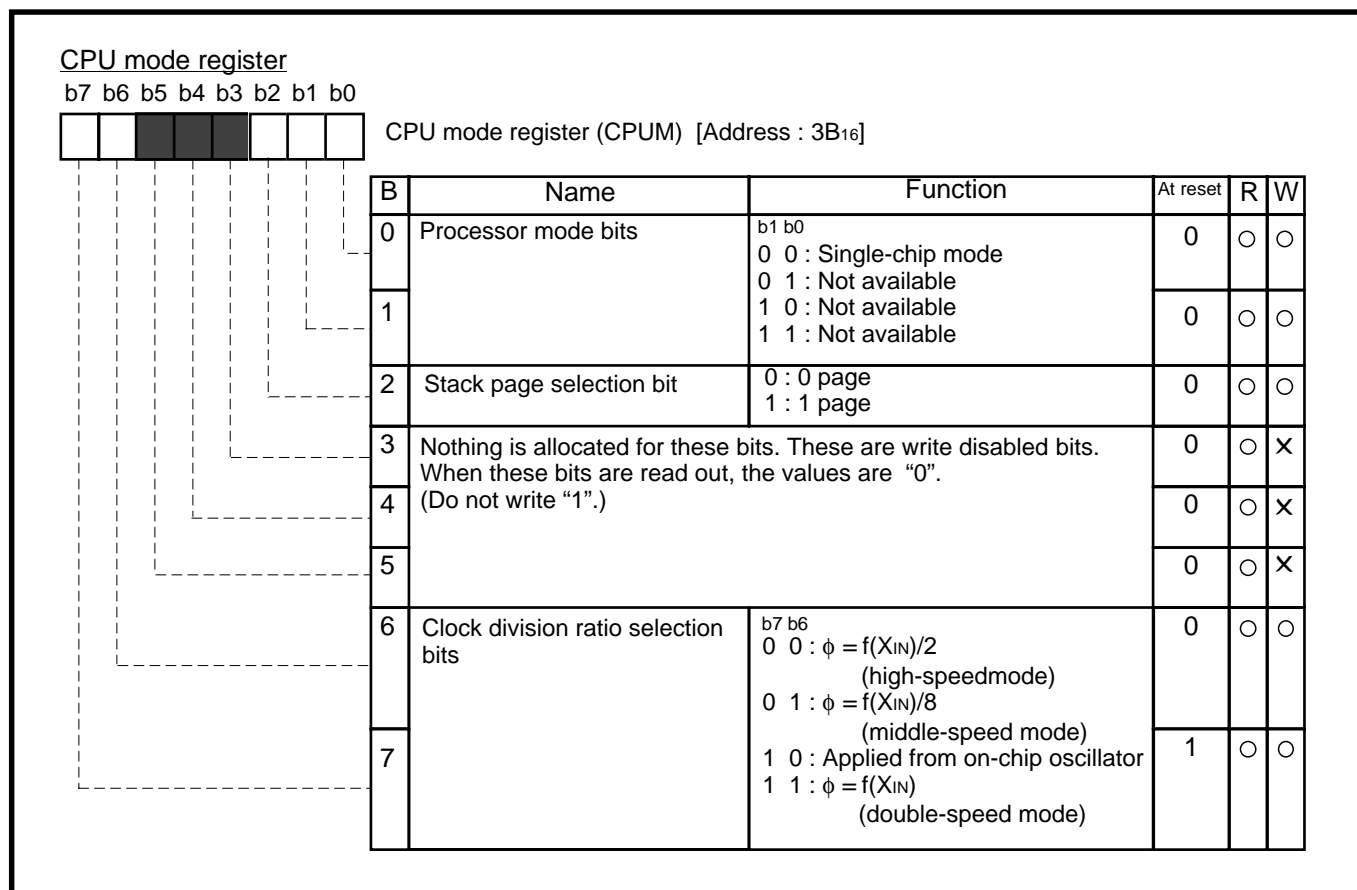 CPU mode register
b7 b6 b5 b4 b3 b2 b1 b0
CPU mode register (CPUM) [Address : 3B16]
B Name Function At reset R W
0 Processor mode bits b1 b0 0 ○ ○
0 0 : Single-chip mode
0 1 : Not available
1 1 0 : Not available 0 ○ ○
1 1 : Not available
2 Stack page selection bit 0 : 0 page 0 ○ ○
1 : 1 page
3 Nothing is allocated for these bits. These are write disabled bits. 0 ○ ×
When these bits are read out, the values are “0”.
4 (Do not write “1”.) 0 ○ ×
5 0 ○ ×
6 Clock division ratio selection b7 b6 0 ○ ○
bits 0 0 : ϕ = f(XIN)/2
(high-speedmode)
0 1 : ϕ = f(XIN)/8
(middle-speed mode)
7 1 0 : Applied from on-chip oscillator 1 ○ ○
1 1 : ϕ = f(XIN)
(double-speed mode)